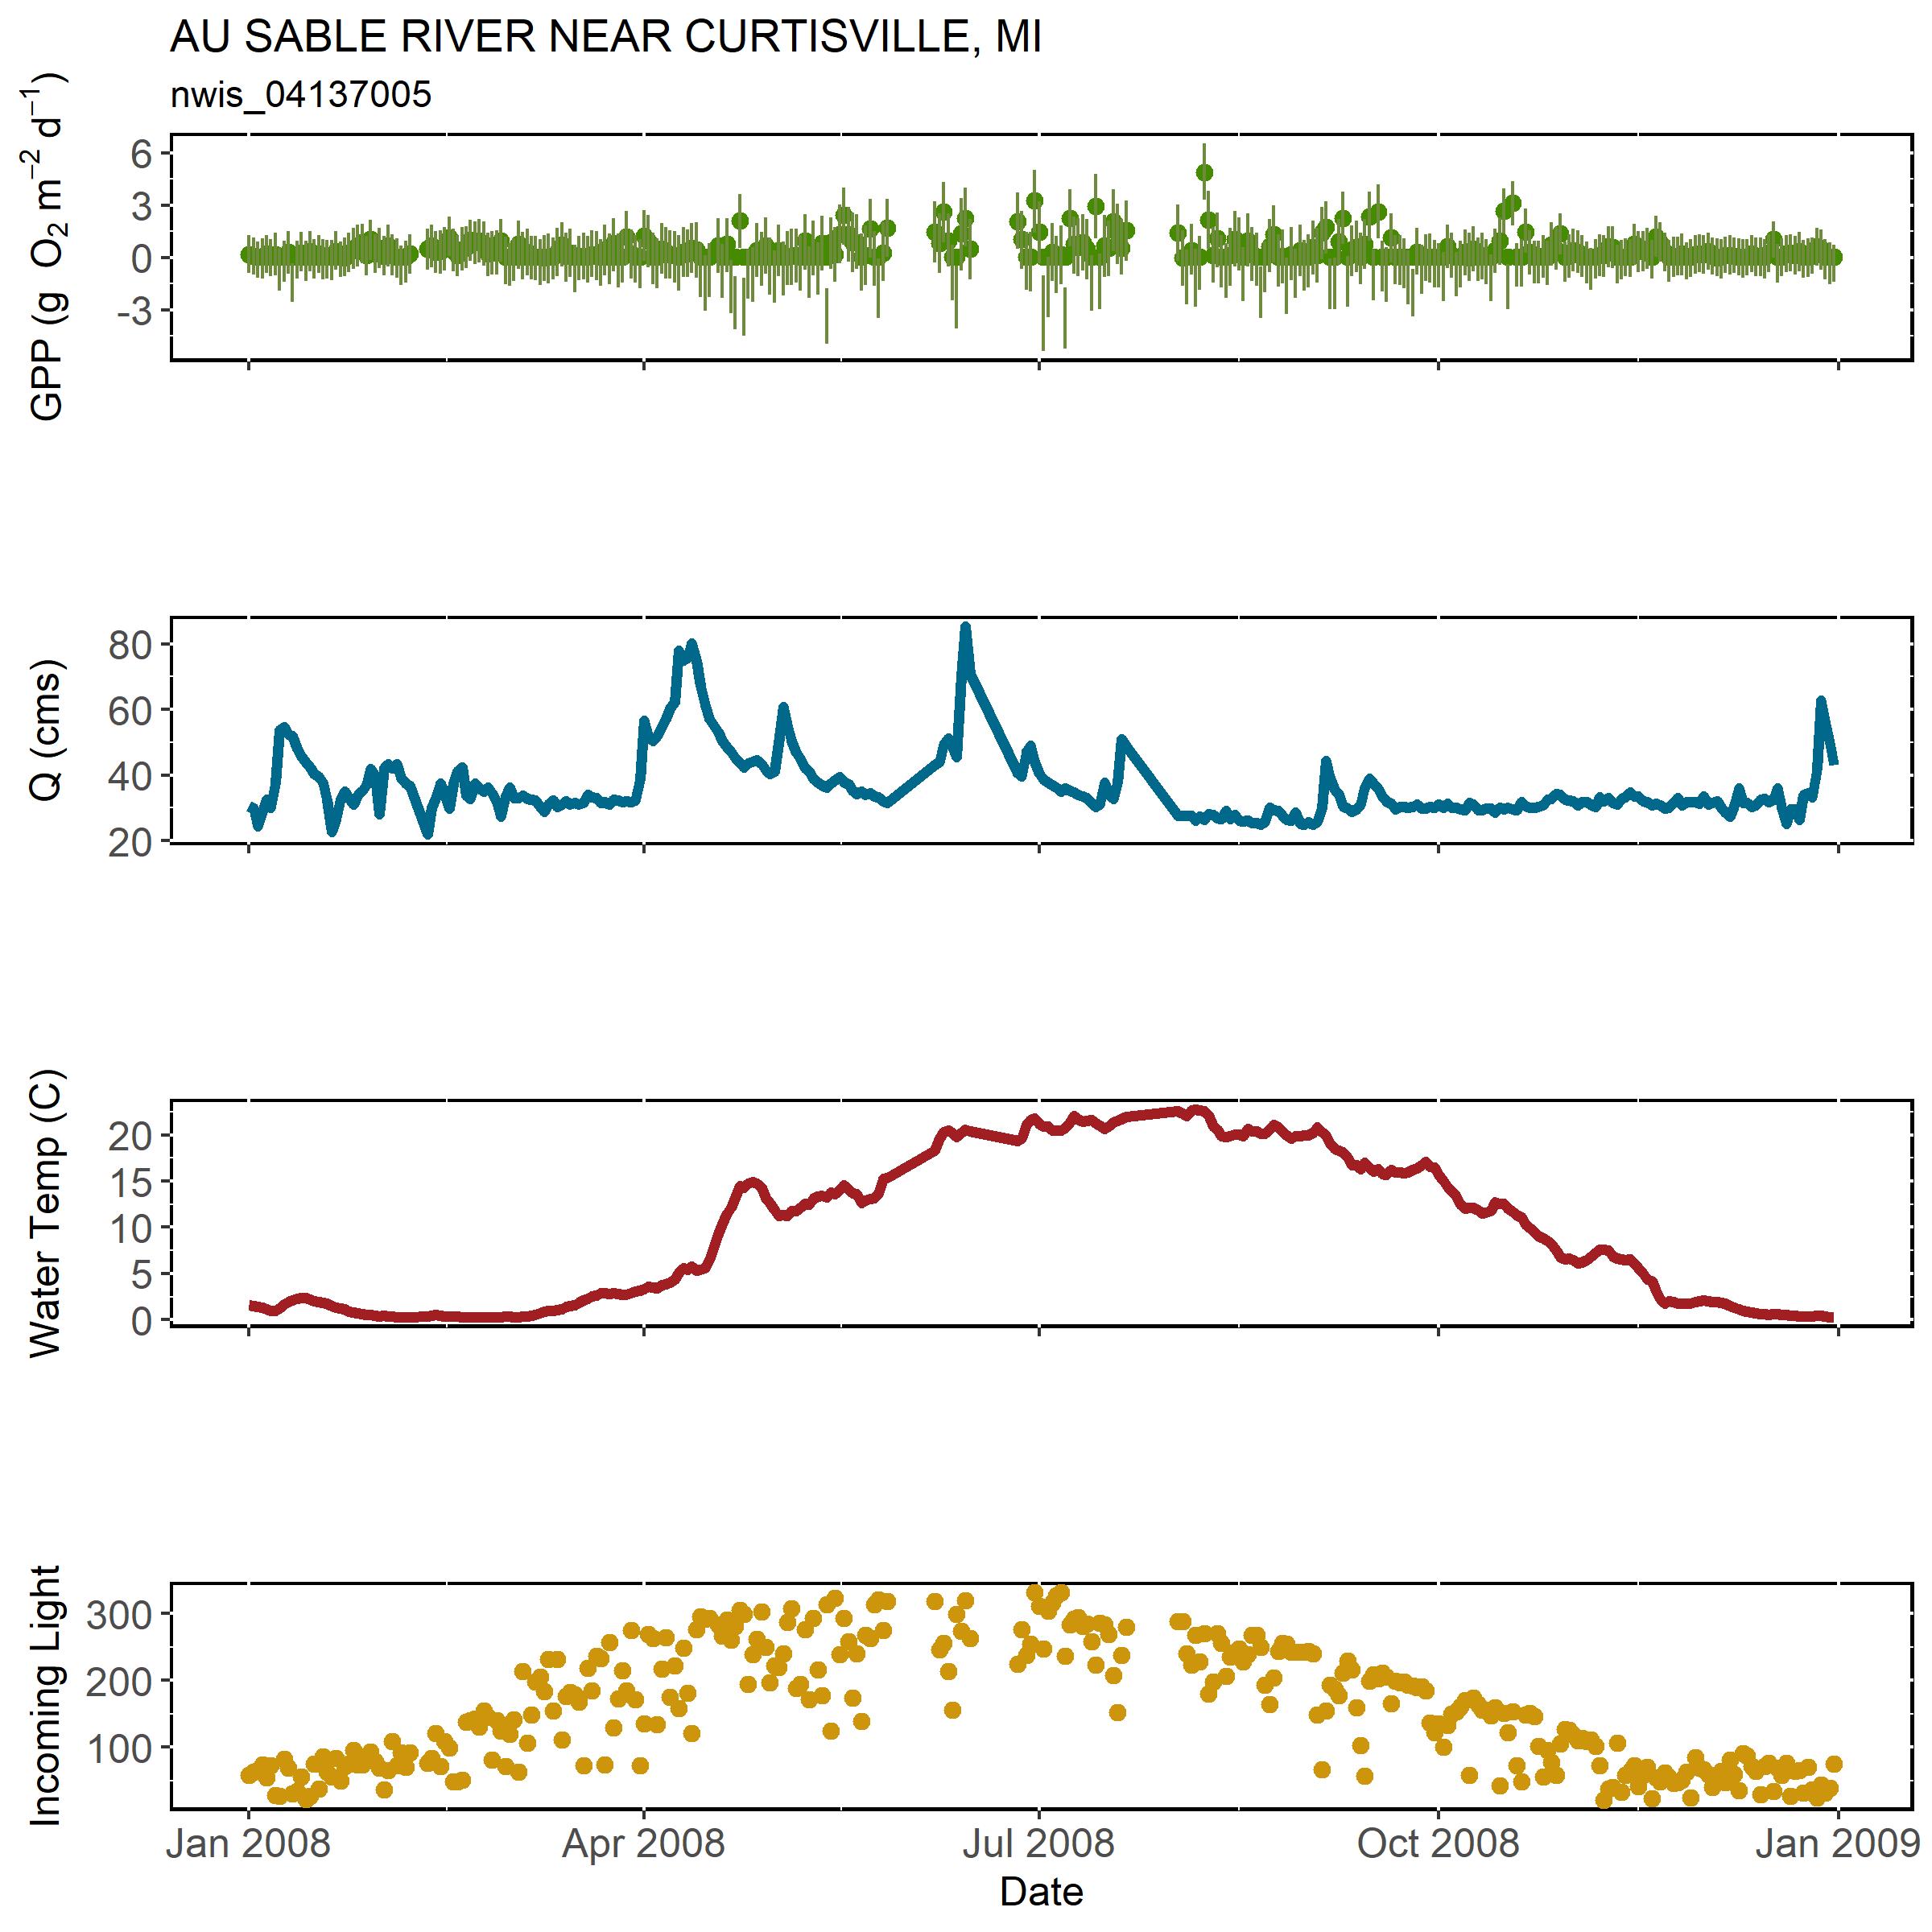 AU SABLE RIVER NEAR CURTISVILLE, MI
nwis_04137005
GPP (g O₂ m⁻² d⁻¹)
6
3
0
-3
Q (cms)
80
60
40
20
Water Temp (C)
20
15
10
5
0
Incoming Light
300
200
100
Jan 2008 Apr 2008 Jul 2008 Oct 2008 Jan 2009
Date